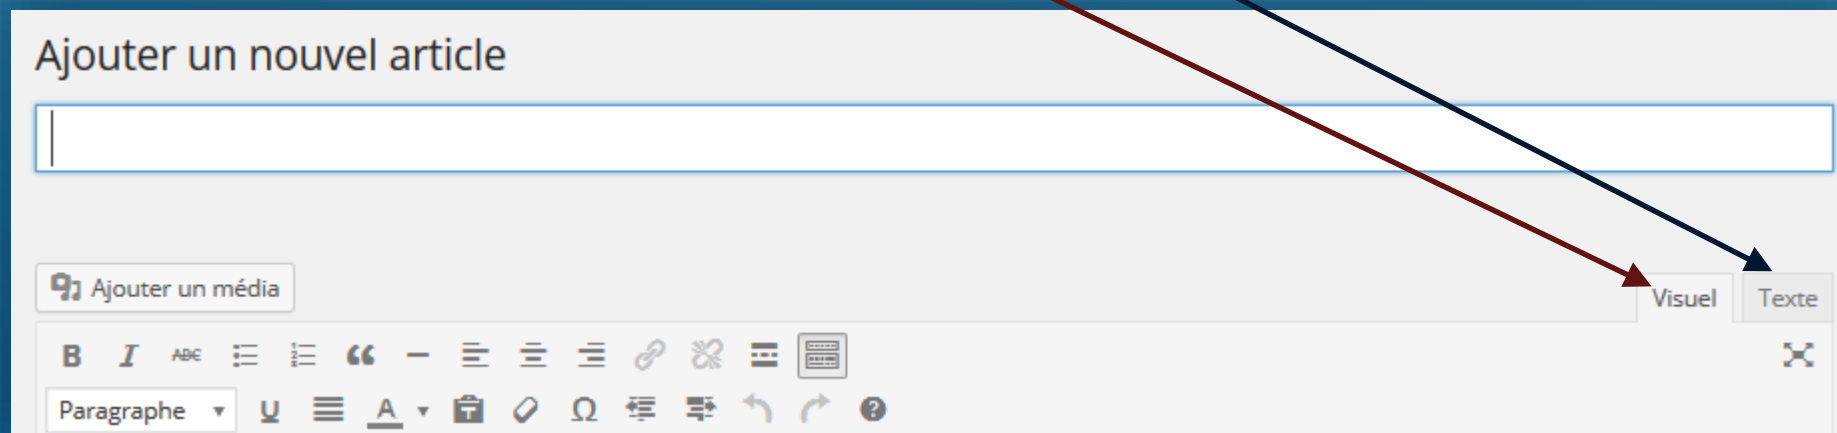 Ajouter un nouvel article
Ajouter un média
Visuel Texte
B I ABC
Paragraphe U A Ω ?